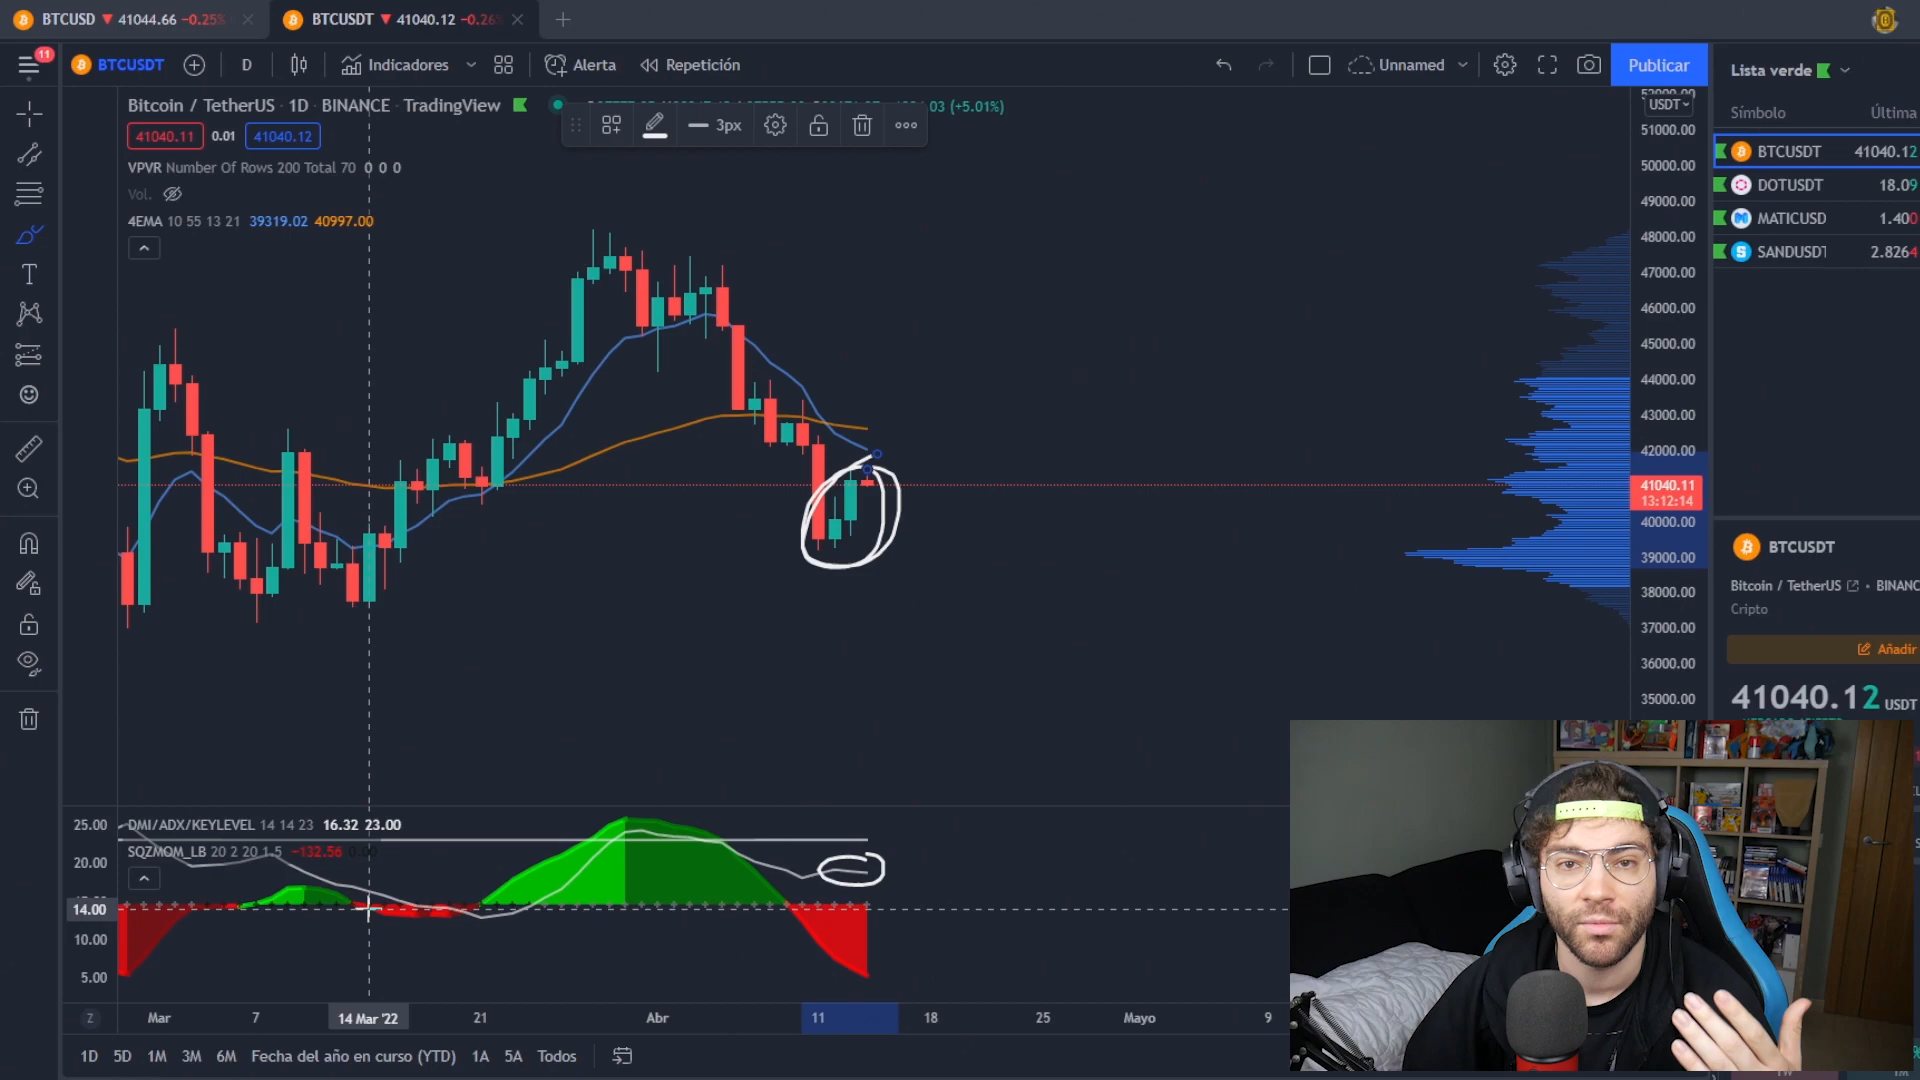 BTCUSD ▼ 41044.66 −0.25%
BTCUSDT ▼ 41040.12 −0.26%
11
BTCUSDT
D
Indicadores
Alerta
Repetición
Unnamed
Publicar
Bitcoin / TetherUS · 1D · BINANCE · TradingView
(+5.01%)
41040.11
0.01
41040.12
3px
VPVR Number Of Rows 200 Total 70 0 0 0
Vol.
4EMA 10 55 13 21 39319.02 40997.00
USDT
51000.00
50000.00
49000.00
48000.00
47000.00
46000.00
45000.00
44000.00
43000.00
42000.00
41040.11
13:12:14
40000.00
39000.00
38000.00
37000.00
36000.00
35000.00
Lista verde
Símbolo
Última
BTCUSDT 41040.12
DOTUSDT 18.09
MATICUSD 1.400
SANDUSDT 2.8264
BTCUSDT
Bitcoin / TetherUS • BINANC
Cripto
Añadir
41040.12 USDT
DMI/ADX/KEYLEVEL 14 14 23 16.32 23.00
SQZMOM_LB 20 2 20 1.5 −132.56 0.00
25.00
20.00
14.00
10.00
5.00
Z
Mar
7
14 Mar '22
21
Abr
11
18
25
Mayo
9
1D 5D 1M 3M 6M Fecha del año en curso (YTD) 1A 5A Todos